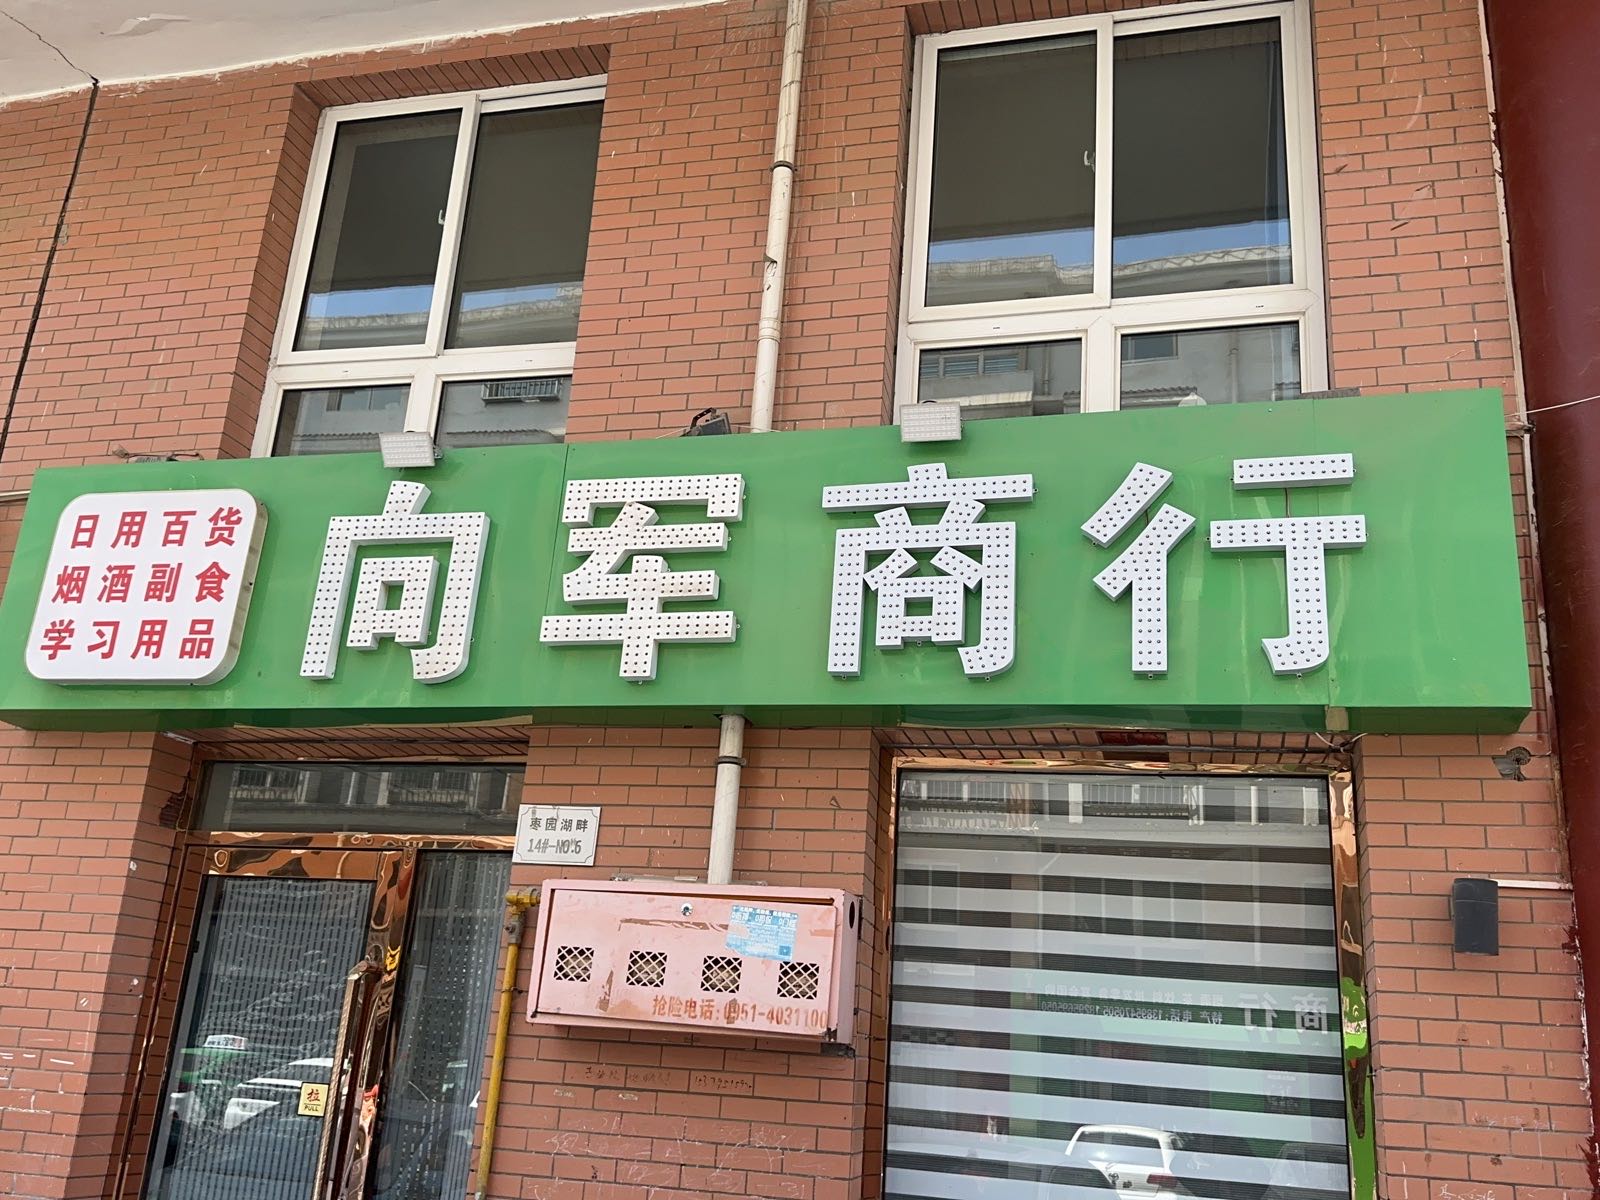 日用百货
烟酒副食
学习用品
向军商行
枣园湖畔
14#-NO.6
抢险电话:0951-4031100
拉
PULL
商行